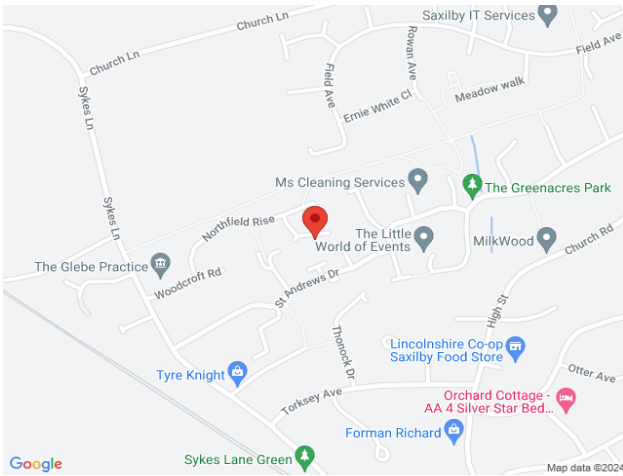 Saxilby IT Services
Church Ln
Church Ln
Rowan Ave
Field Ave
Field Ave
Sykes Ln
Meadow walk
Ernie White Cl
Ms Cleaning Services
The Greenacres Park
Sykes Ln
Northfield Rise
The Little
World of Events
MilkWood
Church Rd
The Glebe Practice
Woodcroft Rd
St Andrews Dr
High St
Thonock Dr
Lincolnshire Co-op
Saxilby Food Store
Tyre Knight
Otter Ave
Torksey Ave
Orchard Cottage -
AA 4 Silver Star Bed...
Forman Richard
Sykes Lane Green
Google
Map data ©2024